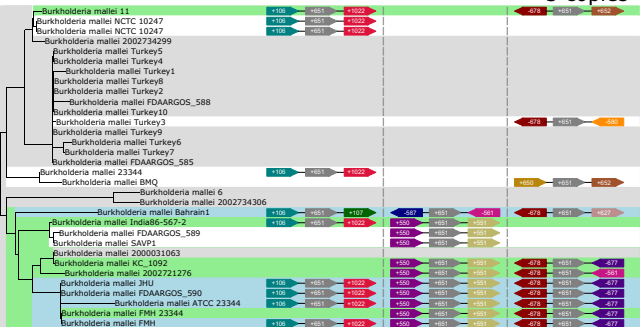 Burkholderia mallei 11 +106 +651 +1022 -678 +651 +652
Burkholderia mallei NCTC 10247 +106 +651 +1022
Burkholderia mallei NCTC 10247 +106 +651 +1022
Burkholderia mallei 2002734299
Burkholderia mallei Turkey5
Burkholderia mallei Turkey4
Burkholderia mallei Turkey1
Burkholderia mallei Turkey8
Burkholderia mallei Turkey2
Burkholderia mallei FDAARGOS_588
Burkholderia mallei Turkey10
Burkholderia mallei Turkey3 -678 +651 -580
Burkholderia mallei Turkey9
Burkholderia mallei Turkey6
Burkholderia mallei Turkey7
Burkholderia mallei FDAARGOS_585
Burkholderia mallei 23344 +106 +651 +1022
Burkholderia mallei BMQ +650 +651 +652
Burkholderia mallei 6
Burkholderia mallei 2002734306
Burkholderia mallei Bahrain1 +106 +651 +107 -587 +651 -561 -678 +651 +627
Burkholderia mallei India86-567-2 +106 +651 +1022 +550 +651 +551
Burkholderia mallei FDAARGOS_589 +550 +651 +551
Burkholderia mallei SAVP1 +550 +651 +551
Burkholderia mallei 2000031063
Burkholderia mallei KC_1092 +550 +651 +551 -678 +651 -677
Burkholderia mallei 2002721276 +550 +651 +551 -678 +651 -561
Burkholderia mallei JHU +106 +651 +1022 +550 +651 +551 -678 +651 -677
Burkholderia mallei FDAARGOS_590 +106 +651 +1022 +550 +651 +551 -678 +651 -677
Burkholderia mallei ATCC 23344 +106 +651 +1022 +550 +651 +551 -678 +651 -677
Burkholderia mallei FMH 23344 +106 +651 +1022 +550 +651 +551 -678 +651 -677
Burkholderia mallei FMH +106 +651 +1022 +550 +651 +551 -678 +651 -677